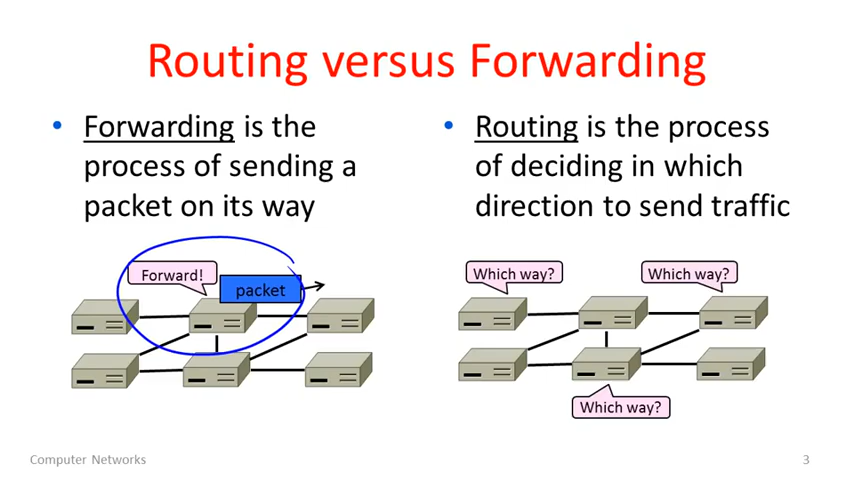 Routing versus Forwarding
• Forwarding is the
process of sending a
packet on its way
Forward!
packet
• Routing is the process
of deciding in which
direction to send traffic
Which way?
Which way?
Which way?
Computer Networks
3